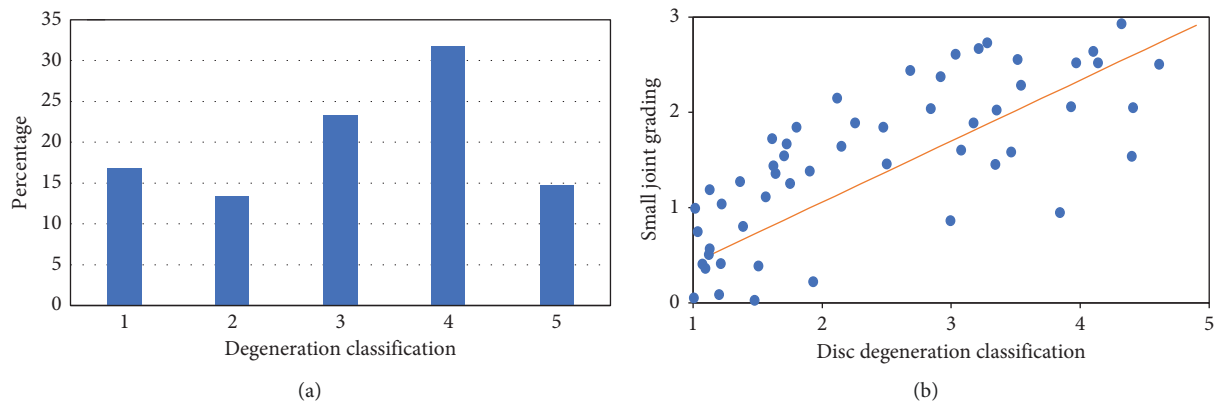 35
30
25
20
15
10
5
0
Percentage
1 2 3 4 5
Degeneration classification
(a)
3
2
1
0
Small joint grading
1 2 3 4 5
Disc degeneration classification
(b)